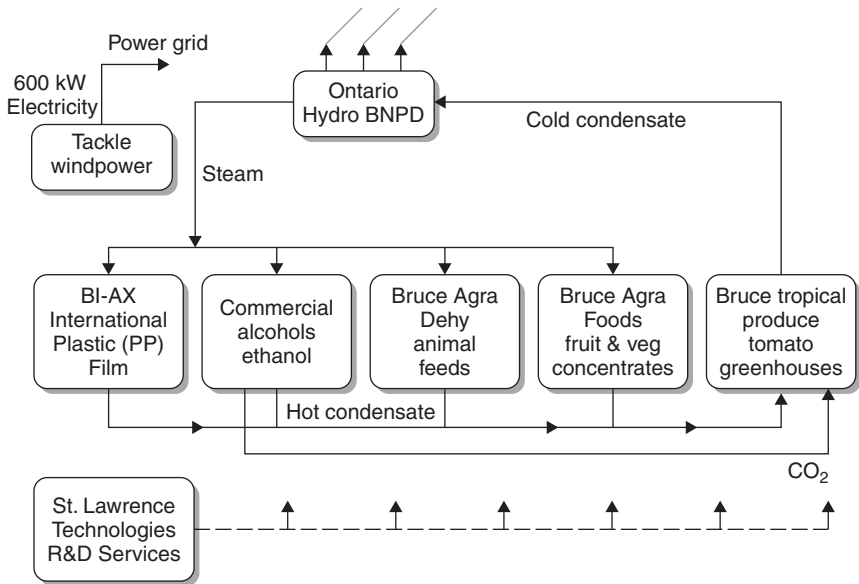 Power grid
600 kW
Electricity
Tackle
windpower
Ontario
Hydro BNPD
Cold condensate
Steam
BI-AX
International
Plastic (PP)
Film
Commercial
alcohols
ethanol
Bruce Agra
Dehy
animal
feeds
Bruce Agra
Foods
fruit & veg
concentrates
Bruce tropical
produce
tomato
greenhouses
Hot condensate
CO₂
St. Lawrence
Technologies
R&D Services